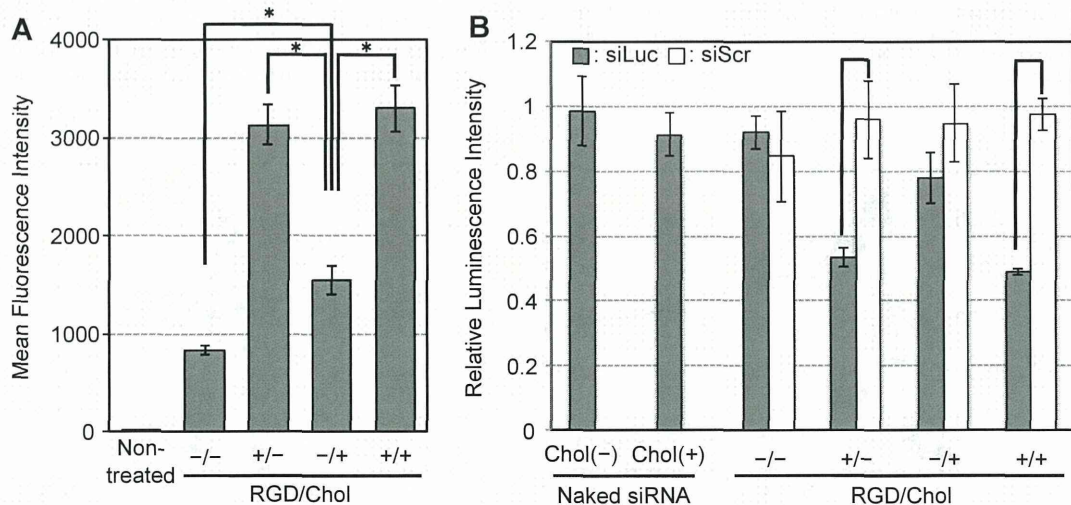 A
Mean Fluorescence Intensity
4000
3000
2000
1000
0
*
* *
Non-treated
−/− +/− −/+ +/+
RGD/Chol
B
Relative Luminescence Intensity
1.2
1
0.8
0.6
0.4
0.2
0
: siLuc : siScr
Chol(−) Chol(+) −/− +/− −/+ +/+
Naked siRNA RGD/Chol